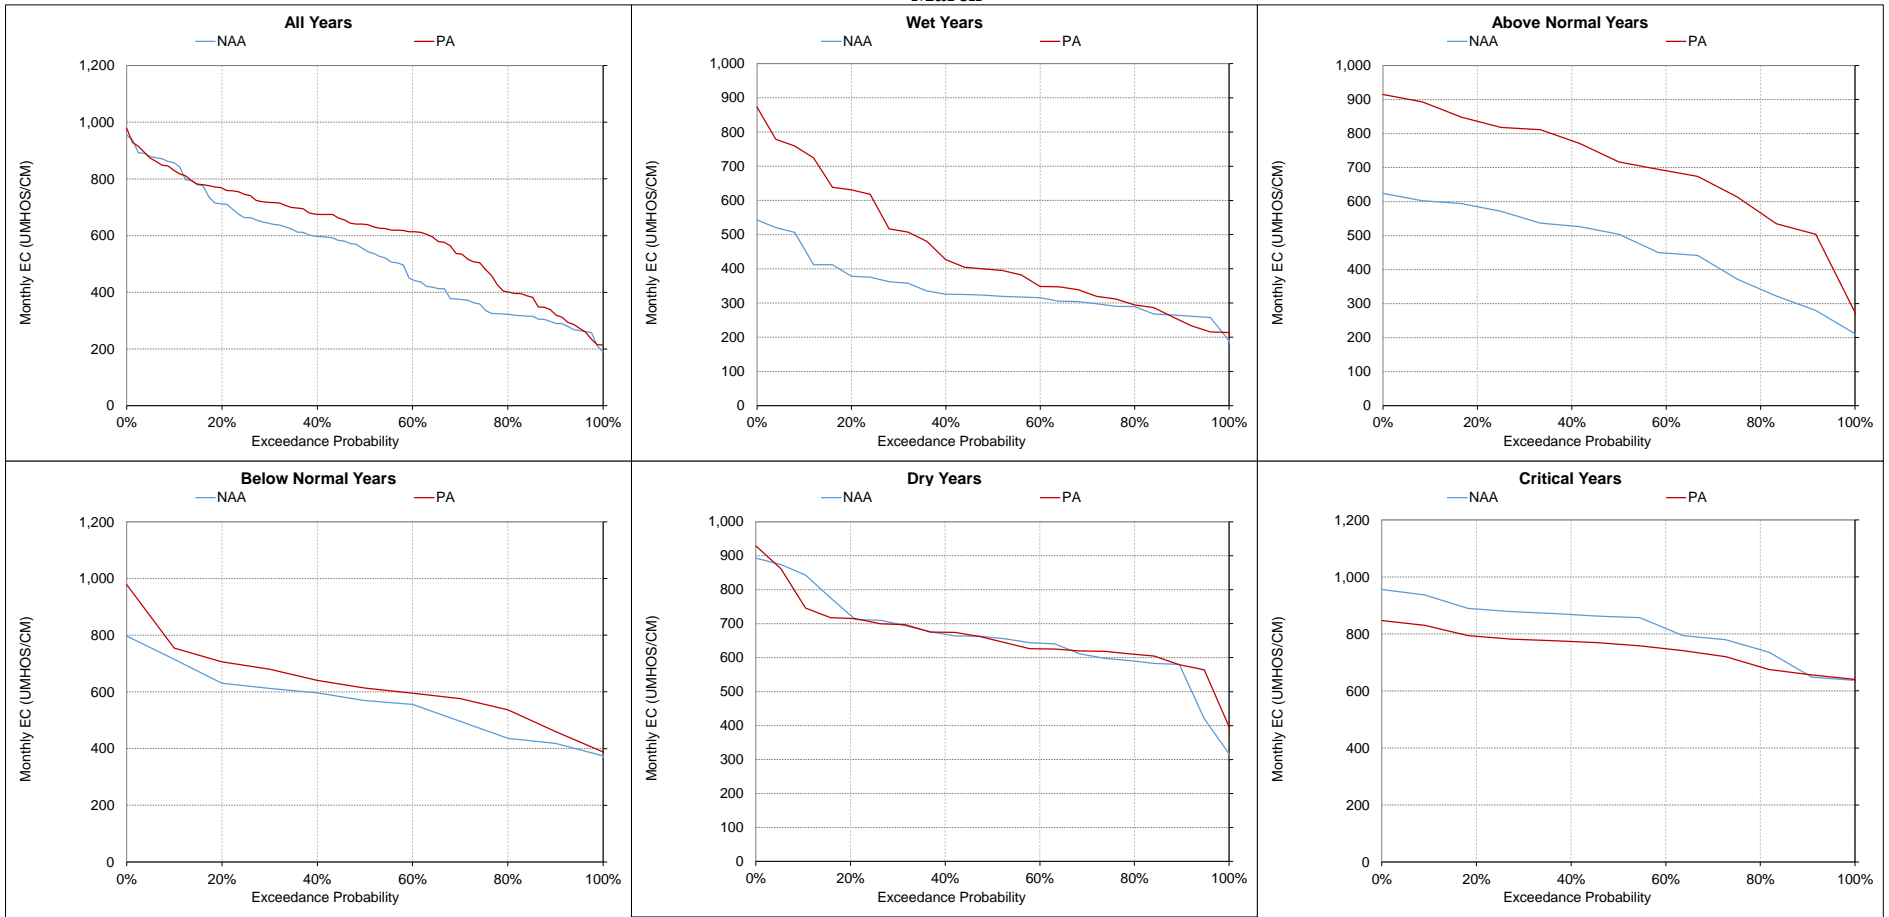 All Years
NAA PA
Monthly EC (UMHOS/CM)
1,200
1,000
800
600
400
200
0
0% 20% 40% 60% 80% 100%
Exceedance Probability
Wet Years
NAA PA
Monthly EC (UMHOS/CM)
1,000
900
800
700
600
500
400
300
200
100
0
0% 20% 40% 60% 80% 100%
Exceedance Probability
Above Normal Years
NAA PA
Monthly EC (UMHOS/CM)
1,000
900
800
700
600
500
400
300
200
100
0
0% 20% 40% 60% 80% 100%
Exceedance Probability
Below Normal Years
NAA PA
Monthly EC (UMHOS/CM)
1,200
1,000
800
600
400
200
0
0% 20% 40% 60% 80% 100%
Exceedance Probability
Dry Years
NAA PA
Monthly EC (UMHOS/CM)
1,000
900
800
700
600
500
400
300
200
100
0
0% 20% 40% 60% 80% 100%
Exceedance Probability
Critical Years
NAA PA
Monthly EC (UMHOS/CM)
1,200
1,000
800
600
400
200
0
0% 20% 40% 60% 80% 100%
Exceedance Probability